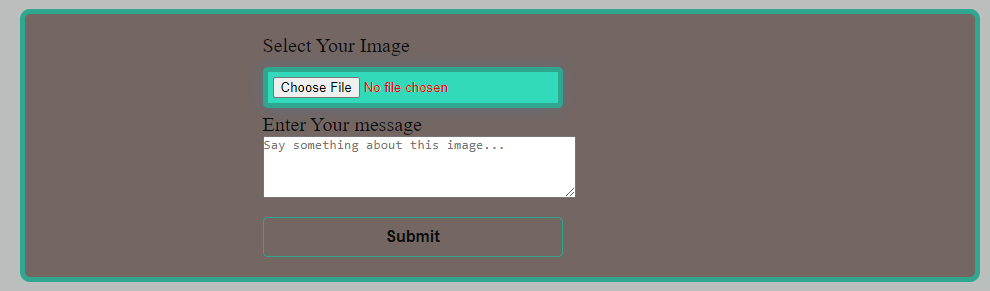 Select Your Image
Choose File No file chosen
Enter Your message
Say something about this image...
Submit